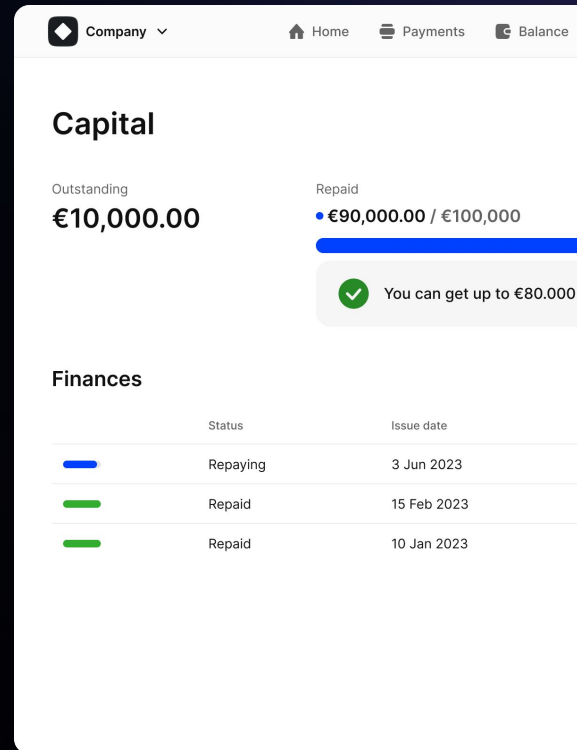 Company Home Payments Balance
Capital
Outstanding Repaid
€10,000.00 €90,000.00 / €100,000
You can get up to €80.000
Finances
Status Issue date
Repaying 3 Jun 2023
Repaid 15 Feb 2023
Repaid 10 Jan 2023